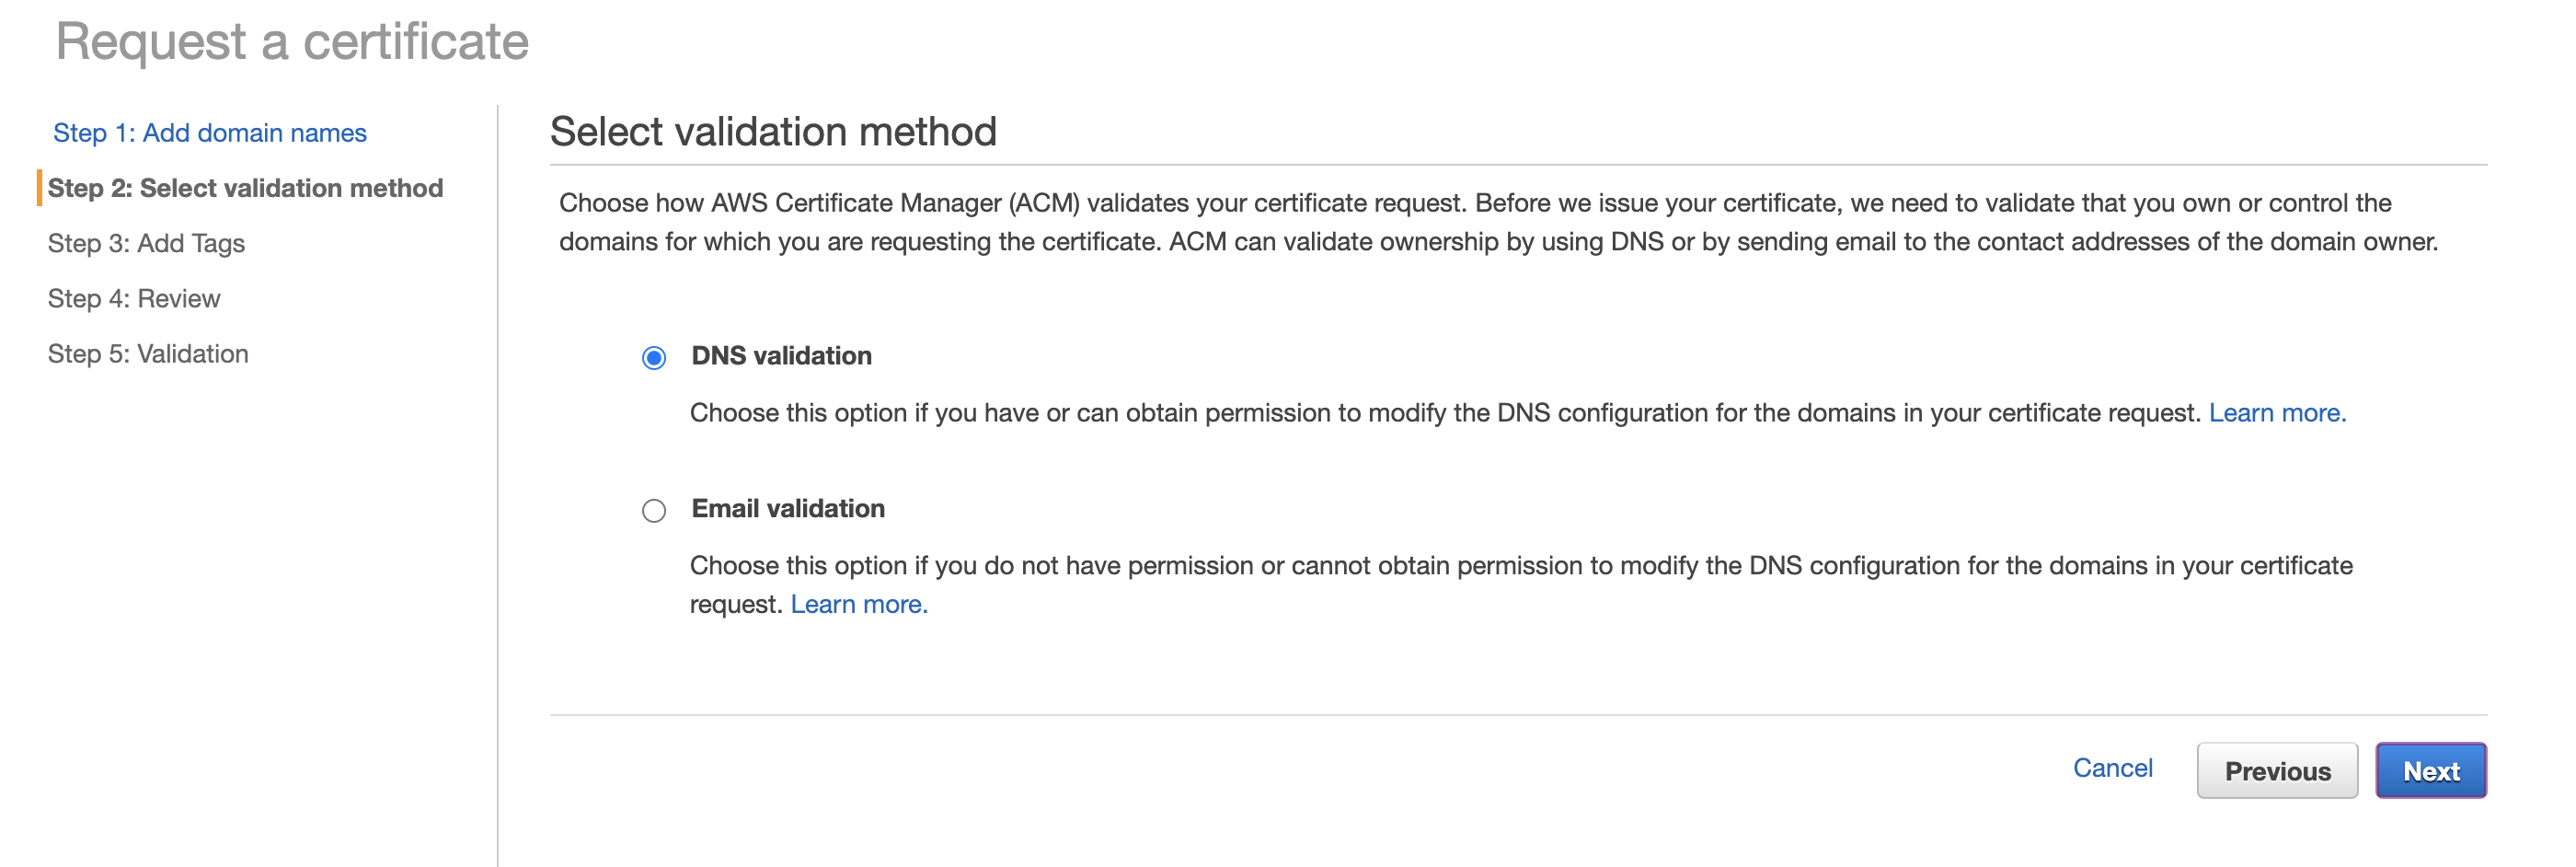 Request a certificate
Step 1: Add domain names
Step 2: Select validation method
Step 3: Add Tags
Step 4: Review
Step 5: Validation
Select validation method
Choose how AWS Certificate Manager (ACM) validates your certificate request. Before we issue your certificate, we need to validate that you own or control the
domains for which you are requesting the certificate. ACM can validate ownership by using DNS or by sending email to the contact addresses of the domain owner.
DNS validation
Choose this option if you have or can obtain permission to modify the DNS configuration for the domains in your certificate request. Learn more.
Email validation
Choose this option if you do not have permission or cannot obtain permission to modify the DNS configuration for the domains in your certificate
request. Learn more.
Cancel Previous Next